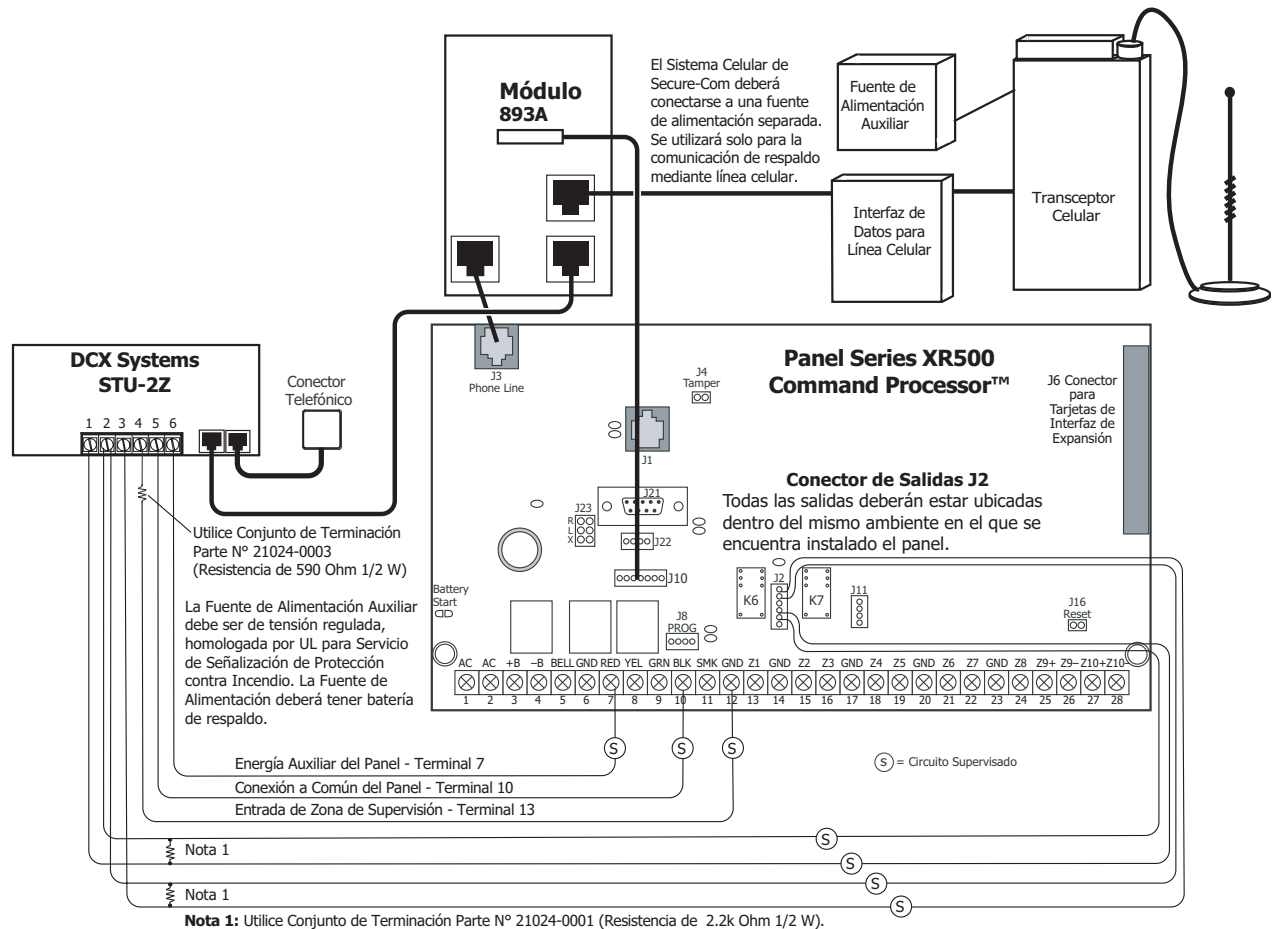 Módulo
893A
El Sistema Celular de
Secure-Com deberá
conectarse a una fuente
de alimentación separada.
Se utilizará solo para la
comunicación de respaldo
mediante línea celular.
Fuente de
Alimentación
Auxiliar
Interfaz de
Datos para
Línea Celular
Transceptor
Celular
DCX Systems
STU-2Z
1 2 3 4 5 6
Conector
Telefónico
J3
Phone Line
Panel Series XR500
Command Processor™
J4
Tamper
J6 Conector
para
Tarjetas de
Interfaz de
Expansión
J1
Conector de Salidas J2
Todas las salidas deberán estar ubicadas
dentro del mismo ambiente en el que se
encuentra instalado el panel.
J21
J23
R
L
X
J22
J10
Battery
Start
J8
PROG
K6
J2
K7
J11
J16
Reset
Utilice Conjunto de Terminación
Parte N° 21024-0003
(Resistencia de 590 Ohm 1/2 W)
La Fuente de Alimentación Auxiliar
debe ser de tensión regulada,
homologada por UL para Servicio
de Señalización de Protección
contra Incendio. La Fuente de
Alimentación deberá tener batería
de respaldo.
AC AC +B –B BELL GND RED YEL GRN BLK SMK GND Z1 GND Z2 Z3 GND Z4 Z5 GND Z6 Z7 GND Z8 Z9+ Z9– Z10+ Z10–
1 2 3 4 5 6 7 8 9 10 11 12 13 14 15 16 17 18 19 20 21 22 23 24 25 26 27 28
S S S
S = Circuito Supervisado
Energía Auxiliar del Panel - Terminal 7
Conexión a Común del Panel - Terminal 10
Entrada de Zona de Supervisión - Terminal 13
S
Nota 1
S
S
Nota 1
S
Nota 1: Utilice Conjunto de Terminación Parte N° 21024-0001 (Resistencia de 2.2k Ohm 1/2 W).